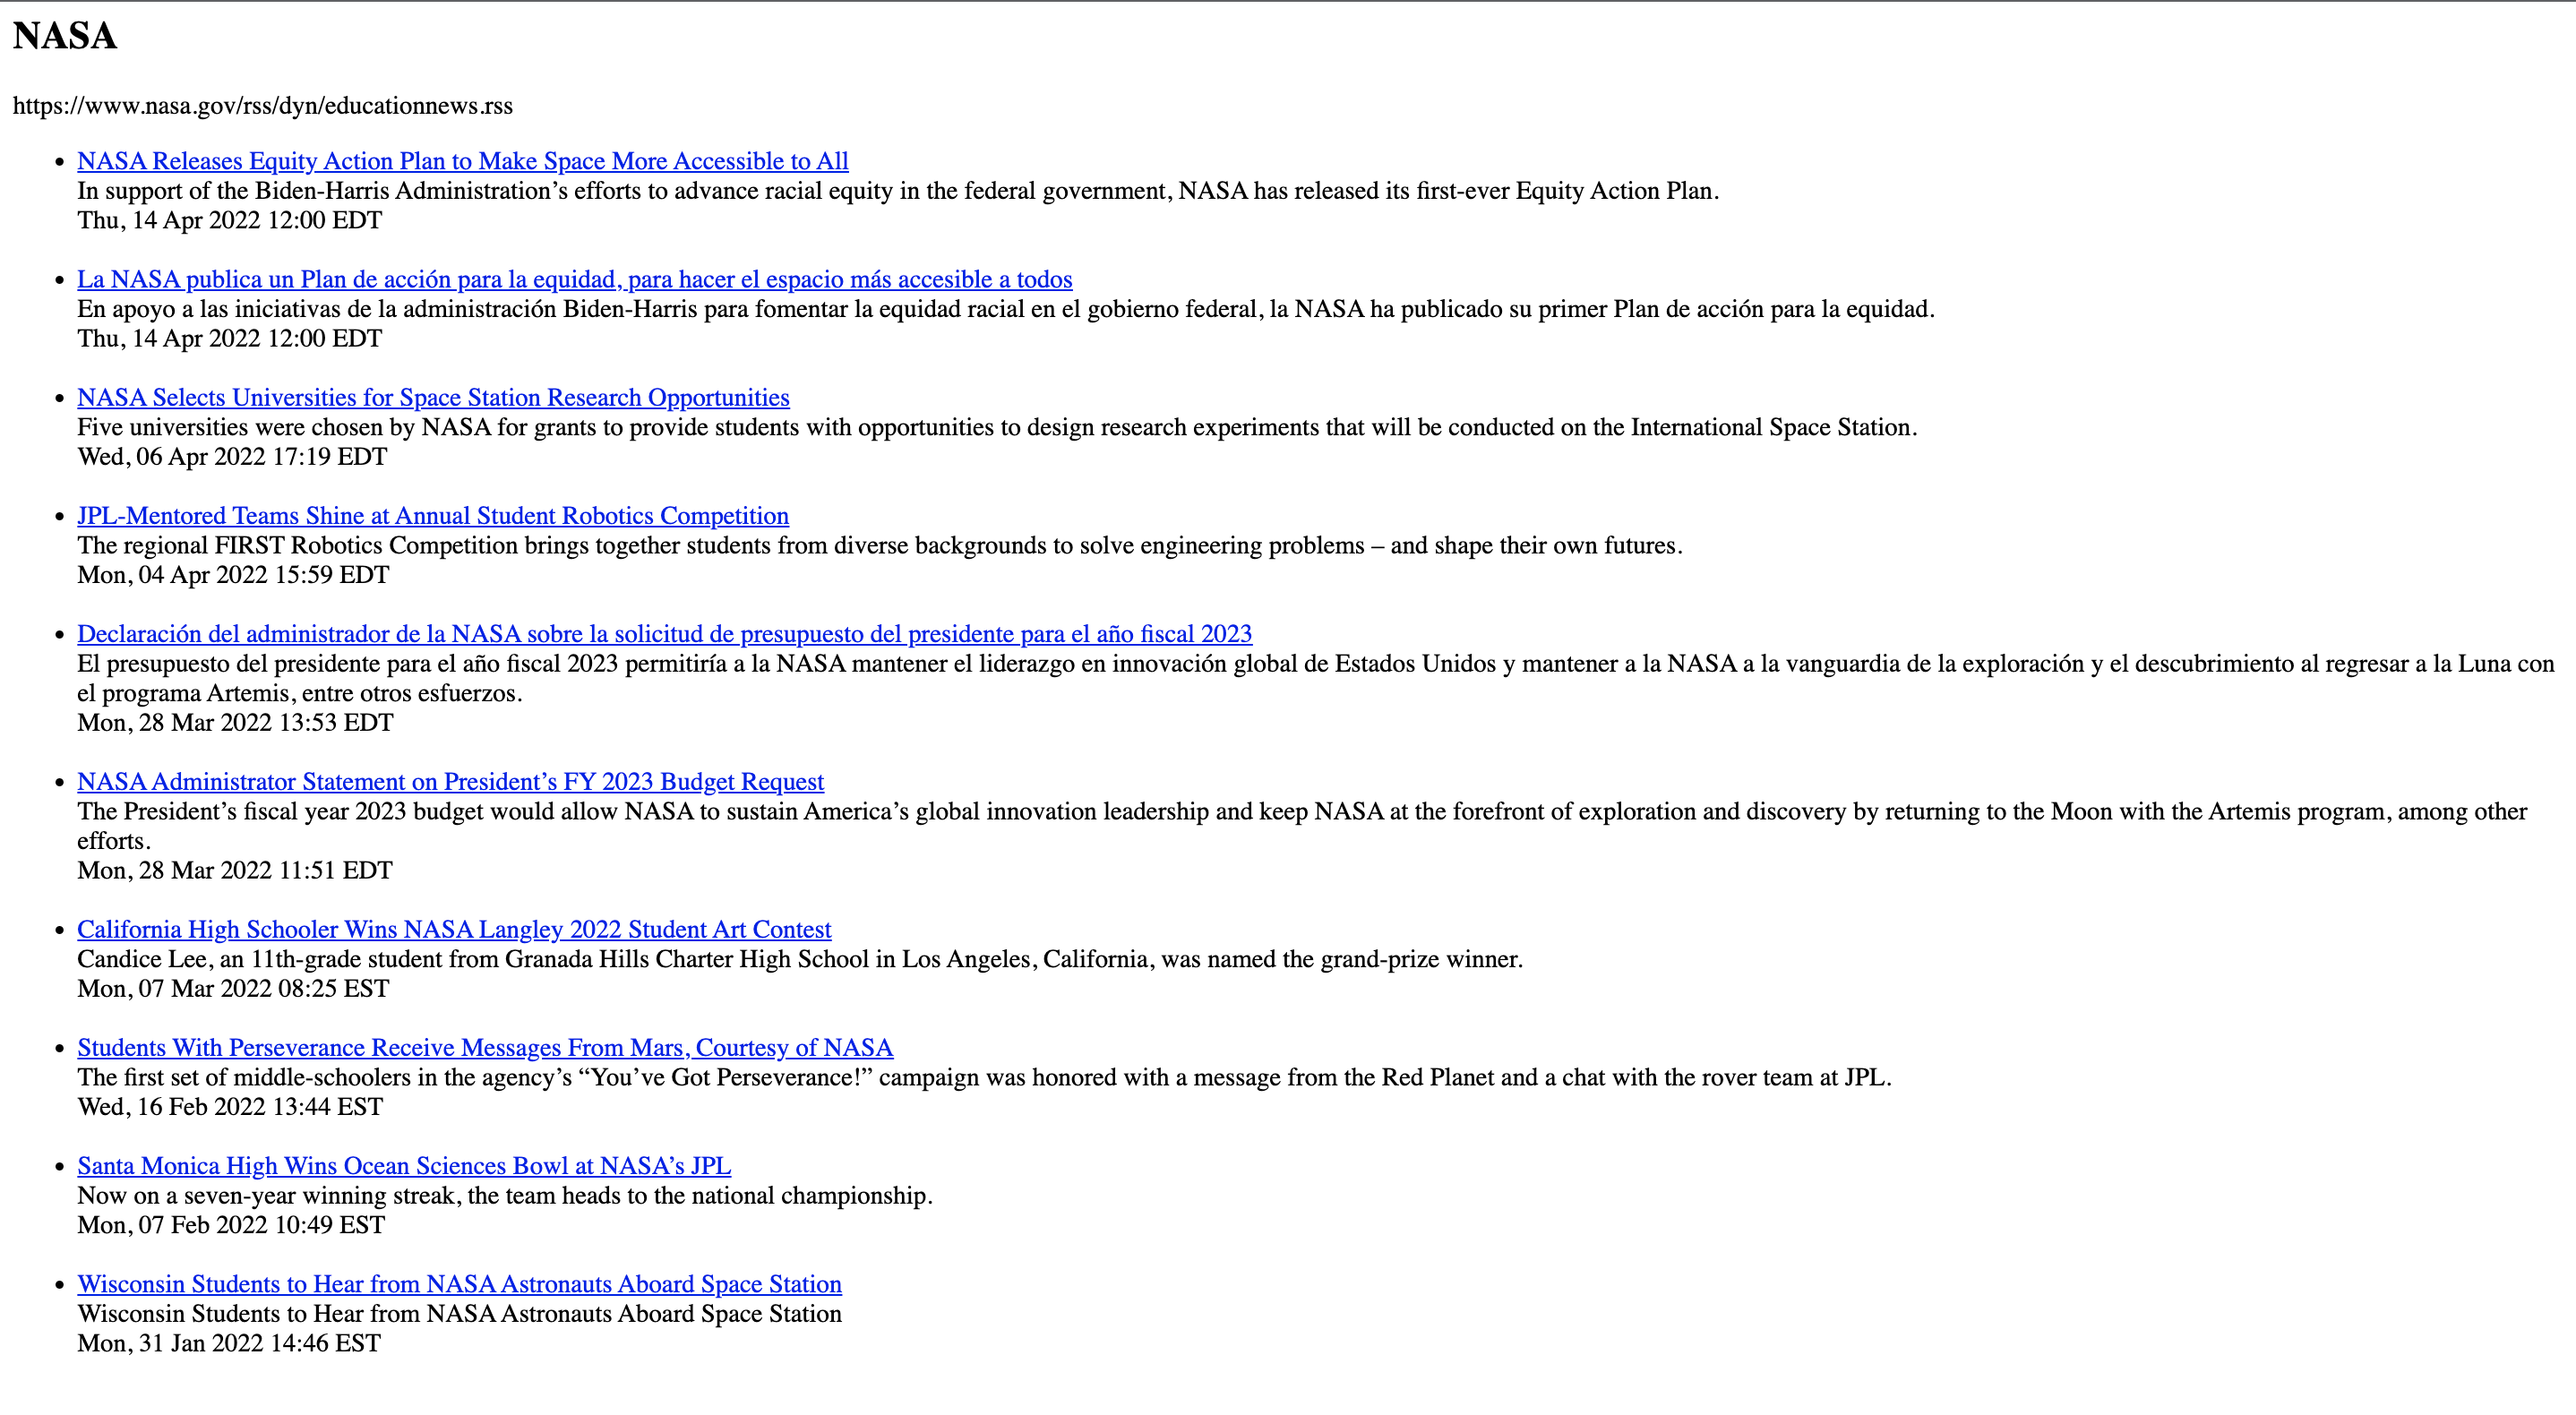 NASA
https://www.nasa.gov/rss/dyn/educationnews.rss
NASA Releases Equity Action Plan to Make Space More Accessible to All
In support of the Biden-Harris Administration’s efforts to advance racial equity in the federal government, NASA has released its first-ever Equity Action Plan.
Thu, 14 Apr 2022 12:00 EDT
La NASA publica un Plan de acción para la equidad, para hacer el espacio más accesible a todos
En apoyo a las iniciativas de la administración Biden-Harris para fomentar la equidad racial en el gobierno federal, la NASA ha publicado su primer Plan de acción para la equidad.
Thu, 14 Apr 2022 12:00 EDT
NASA Selects Universities for Space Station Research Opportunities
Five universities were chosen by NASA for grants to provide students with opportunities to design research experiments that will be conducted on the International Space Station.
Wed, 06 Apr 2022 17:19 EDT
JPL-Mentored Teams Shine at Annual Student Robotics Competition
The regional FIRST Robotics Competition brings together students from diverse backgrounds to solve engineering problems – and shape their own futures.
Mon, 04 Apr 2022 15:59 EDT
Declaración del administrador de la NASA sobre la solicitud de presupuesto del presidente para el año fiscal 2023
El presupuesto del presidente para el año fiscal 2023 permitiría a la NASA mantener el liderazgo en innovación global de Estados Unidos y mantener a la NASA a la vanguardia de la exploración y el descubrimiento al regresar a la Luna con
el programa Artemis, entre otros esfuerzos.
Mon, 28 Mar 2022 13:53 EDT
NASA Administrator Statement on President’s FY 2023 Budget Request
The President’s fiscal year 2023 budget would allow NASA to sustain America’s global innovation leadership and keep NASA at the forefront of exploration and discovery by returning to the Moon with the Artemis program, among other
efforts.
Mon, 28 Mar 2022 11:51 EDT
California High Schooler Wins NASA Langley 2022 Student Art Contest
Candice Lee, an 11th-grade student from Granada Hills Charter High School in Los Angeles, California, was named the grand-prize winner.
Mon, 07 Mar 2022 08:25 EST
Students With Perseverance Receive Messages From Mars, Courtesy of NASA
The first set of middle-schoolers in the agency’s “You’ve Got Perseverance!” campaign was honored with a message from the Red Planet and a chat with the rover team at JPL.
Wed, 16 Feb 2022 13:44 EST
Santa Monica High Wins Ocean Sciences Bowl at NASA’s JPL
Now on a seven-year winning streak, the team heads to the national championship.
Mon, 07 Feb 2022 10:49 EST
Wisconsin Students to Hear from NASA Astronauts Aboard Space Station
Wisconsin Students to Hear from NASA Astronauts Aboard Space Station
Mon, 31 Jan 2022 14:46 EST